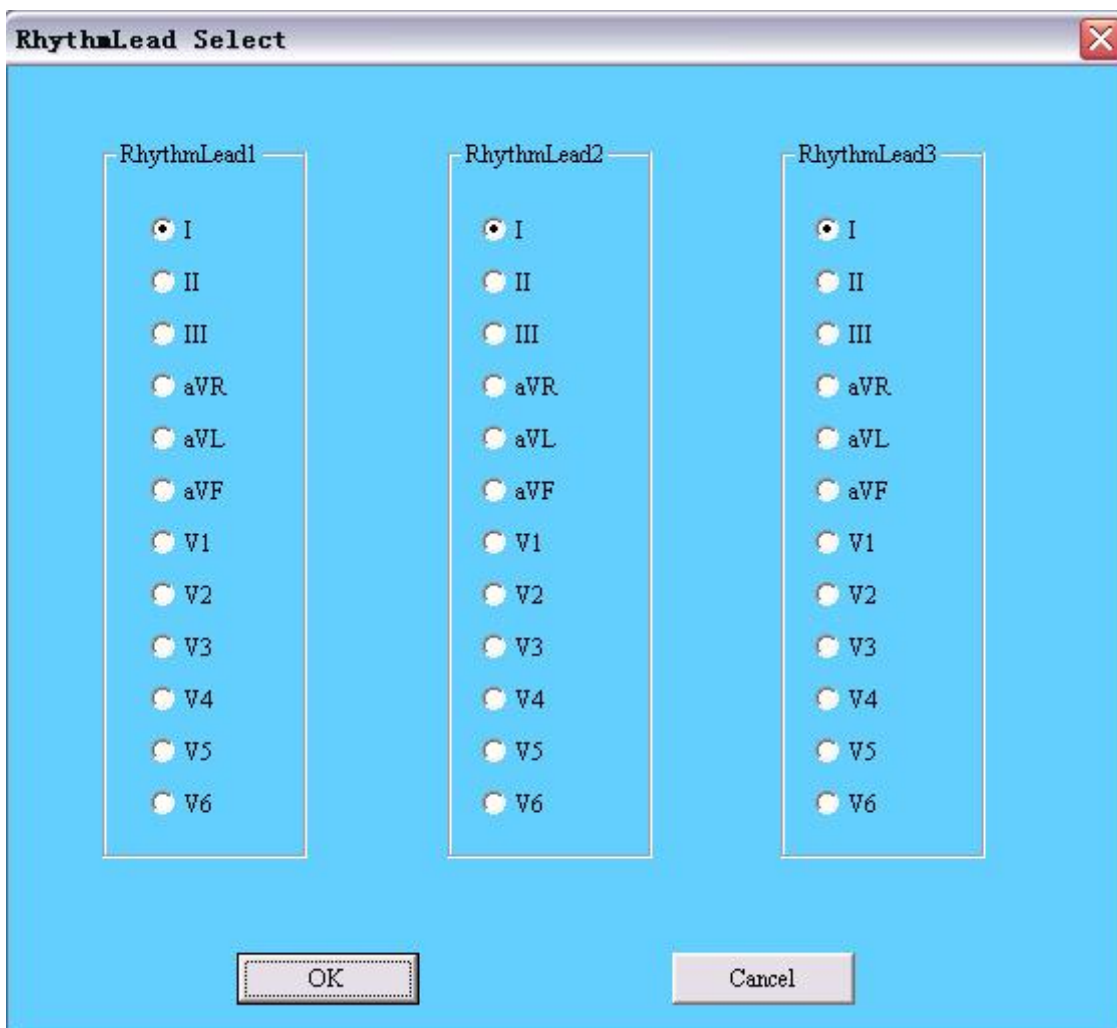 RhythmLead Select
RhythmLead1 RhythmLead2 RhythmLead3
I I I
II II II
III III III
aVR aVR aVR
aVL aVL aVL
aVF aVF aVF
V1 V1 V1
V2 V2 V2
V3 V3 V3
V4 V4 V4
V5 V5 V5
V6 V6 V6
OK Cancel